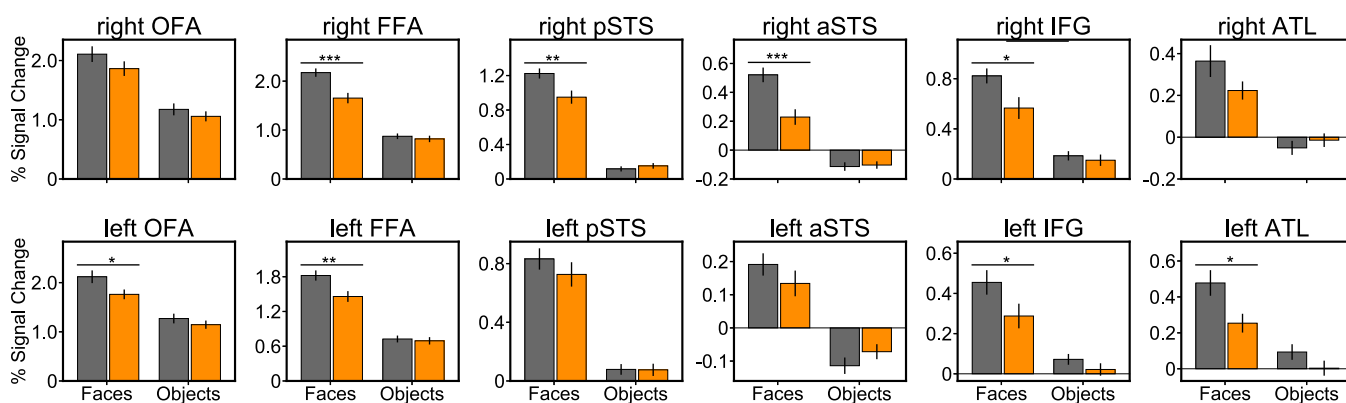 right OFA
right FFA
right pSTS
right aSTS
right IFG
right ATL
% Signal Change
2.0
1.0
0
***
2.0
1.0
0
**
1.2
0.8
0.4
0
***
0.6
0.4
0.2
0
-0.2
*
0.8
0.4
0
0.4
0.2
0
-0.2
left OFA
left FFA
left pSTS
left aSTS
left IFG
left ATL
% Signal Change
*
2.0
1.0
0
**
1.8
1.2
0.6
0
0.8
0.4
0
0.2
0.1
0
-0.1
*
0.6
0.4
0.2
0
*
0.6
0.4
0.2
0
Faces Objects
Faces Objects
Faces Objects
Faces Objects
Faces Objects
Faces Objects